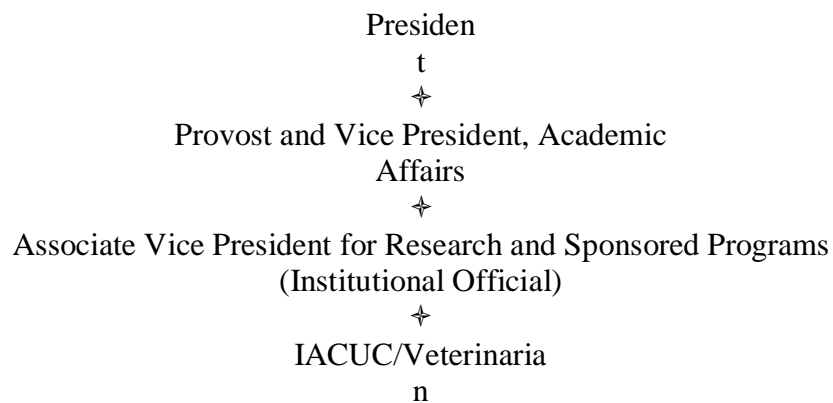 Presiden
t
✧
Provost and Vice President, Academic
Affairs
✧
Associate Vice President for Research and Sponsored Programs
(Institutional Official)
✧
IACUC/Veterinaria
n